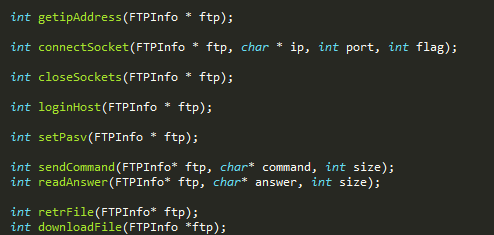 int getipAddress(FTPInfo * ftp);
int connectSocket(FTPInfo * ftp, char * ip, int port, int flag);
int closeSockets(FTPInfo * ftp);
int loginHost(FTPInfo * ftp);
int setPasv(FTPInfo * ftp);
int sendCommand(FTPInfo* ftp, char* command, int size);
int readAnswer(FTPInfo* ftp, char* answer, int size);
int retrFile(FTPInfo* ftp);
int downloadFile(FTPInfo *ftp);